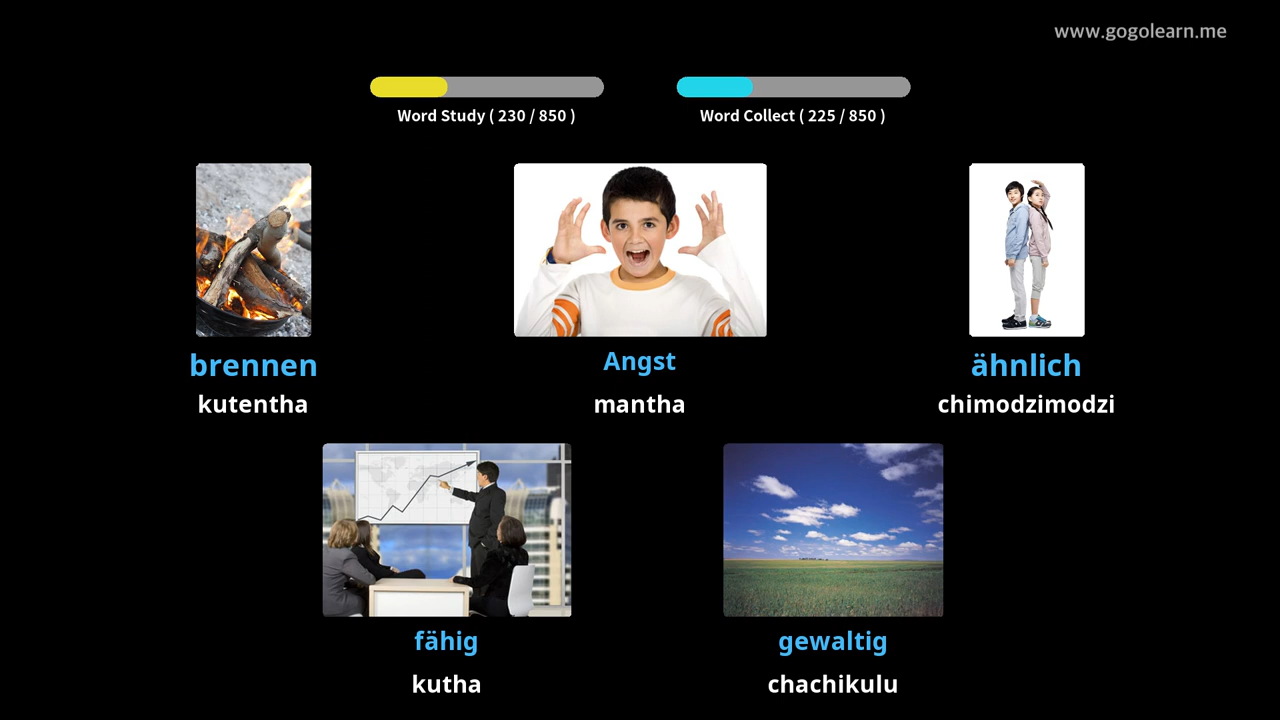 www.gogolearn.me
Word Study ( 230 / 850 )
Word Collect ( 225 / 850 )
brennen
kutentha
Angst
mantha
ähnlich
chimodzimodzi
fähig
kutha
gewaltig
chachikulu